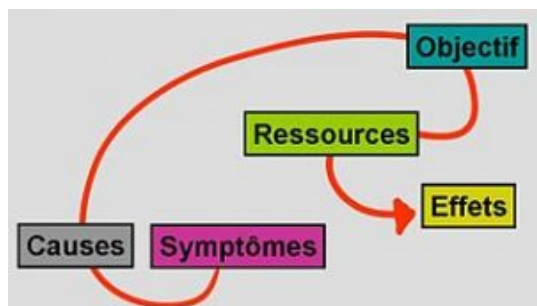 Objectif
Ressources
Effets
Causes
Symptômes